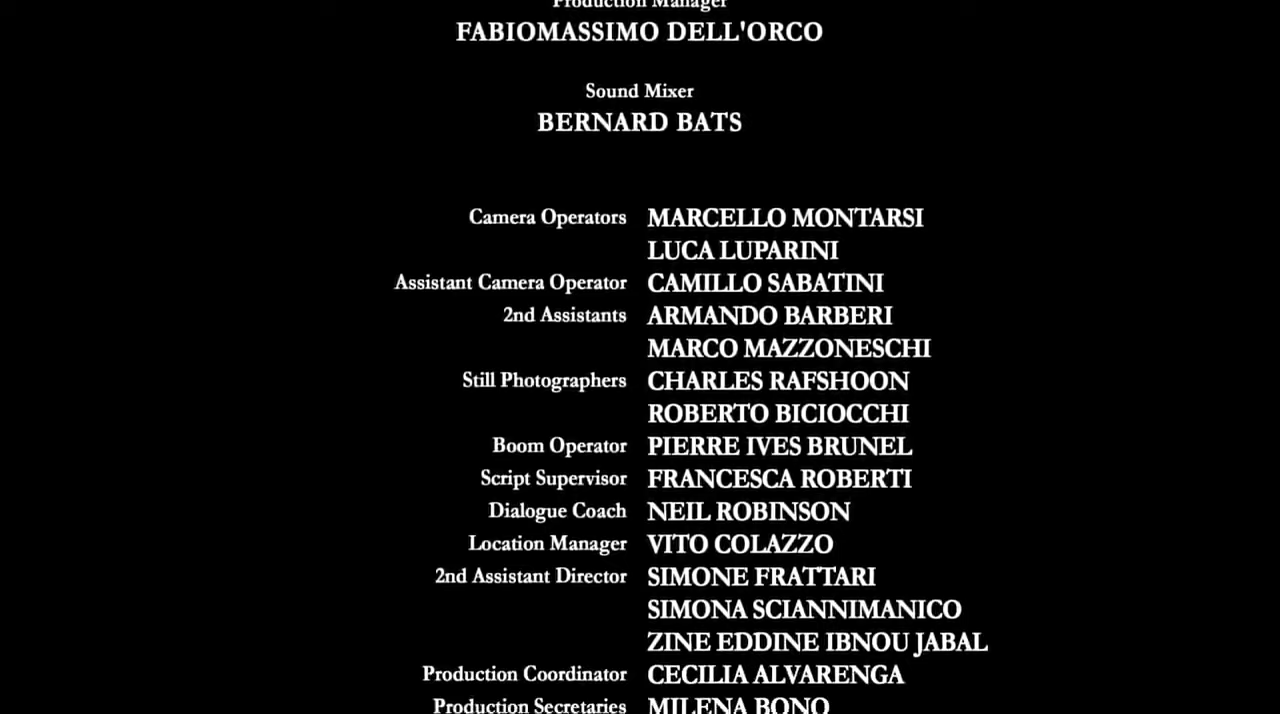 Production Manager
FABIOMASSIMO DELL'ORCO
Sound Mixer
BERNARD BATS
Camera Operators MARCELLO MONTARSI
LUCA LUPARINI
Assistant Camera Operator CAMILLO SABATINI
2nd Assistants ARMANDO BARBERI
MARCO MAZZONESCHI
Still Photographers CHARLES RAFSHOON
ROBERTO BICIOCCHI
Boom Operator PIERRE IVES BRUNEL
Script Supervisor FRANCESCA ROBERTI
Dialogue Coach NEIL ROBINSON
Location Manager VITO COLAZZO
2nd Assistant Director SIMONE FRATTARI
SIMONA SCIANNIMANICO
ZINE EDDINE IBNOU JABAL
Production Coordinator CECILIA ALVARENGA
Production Secretaries MILENA BONO